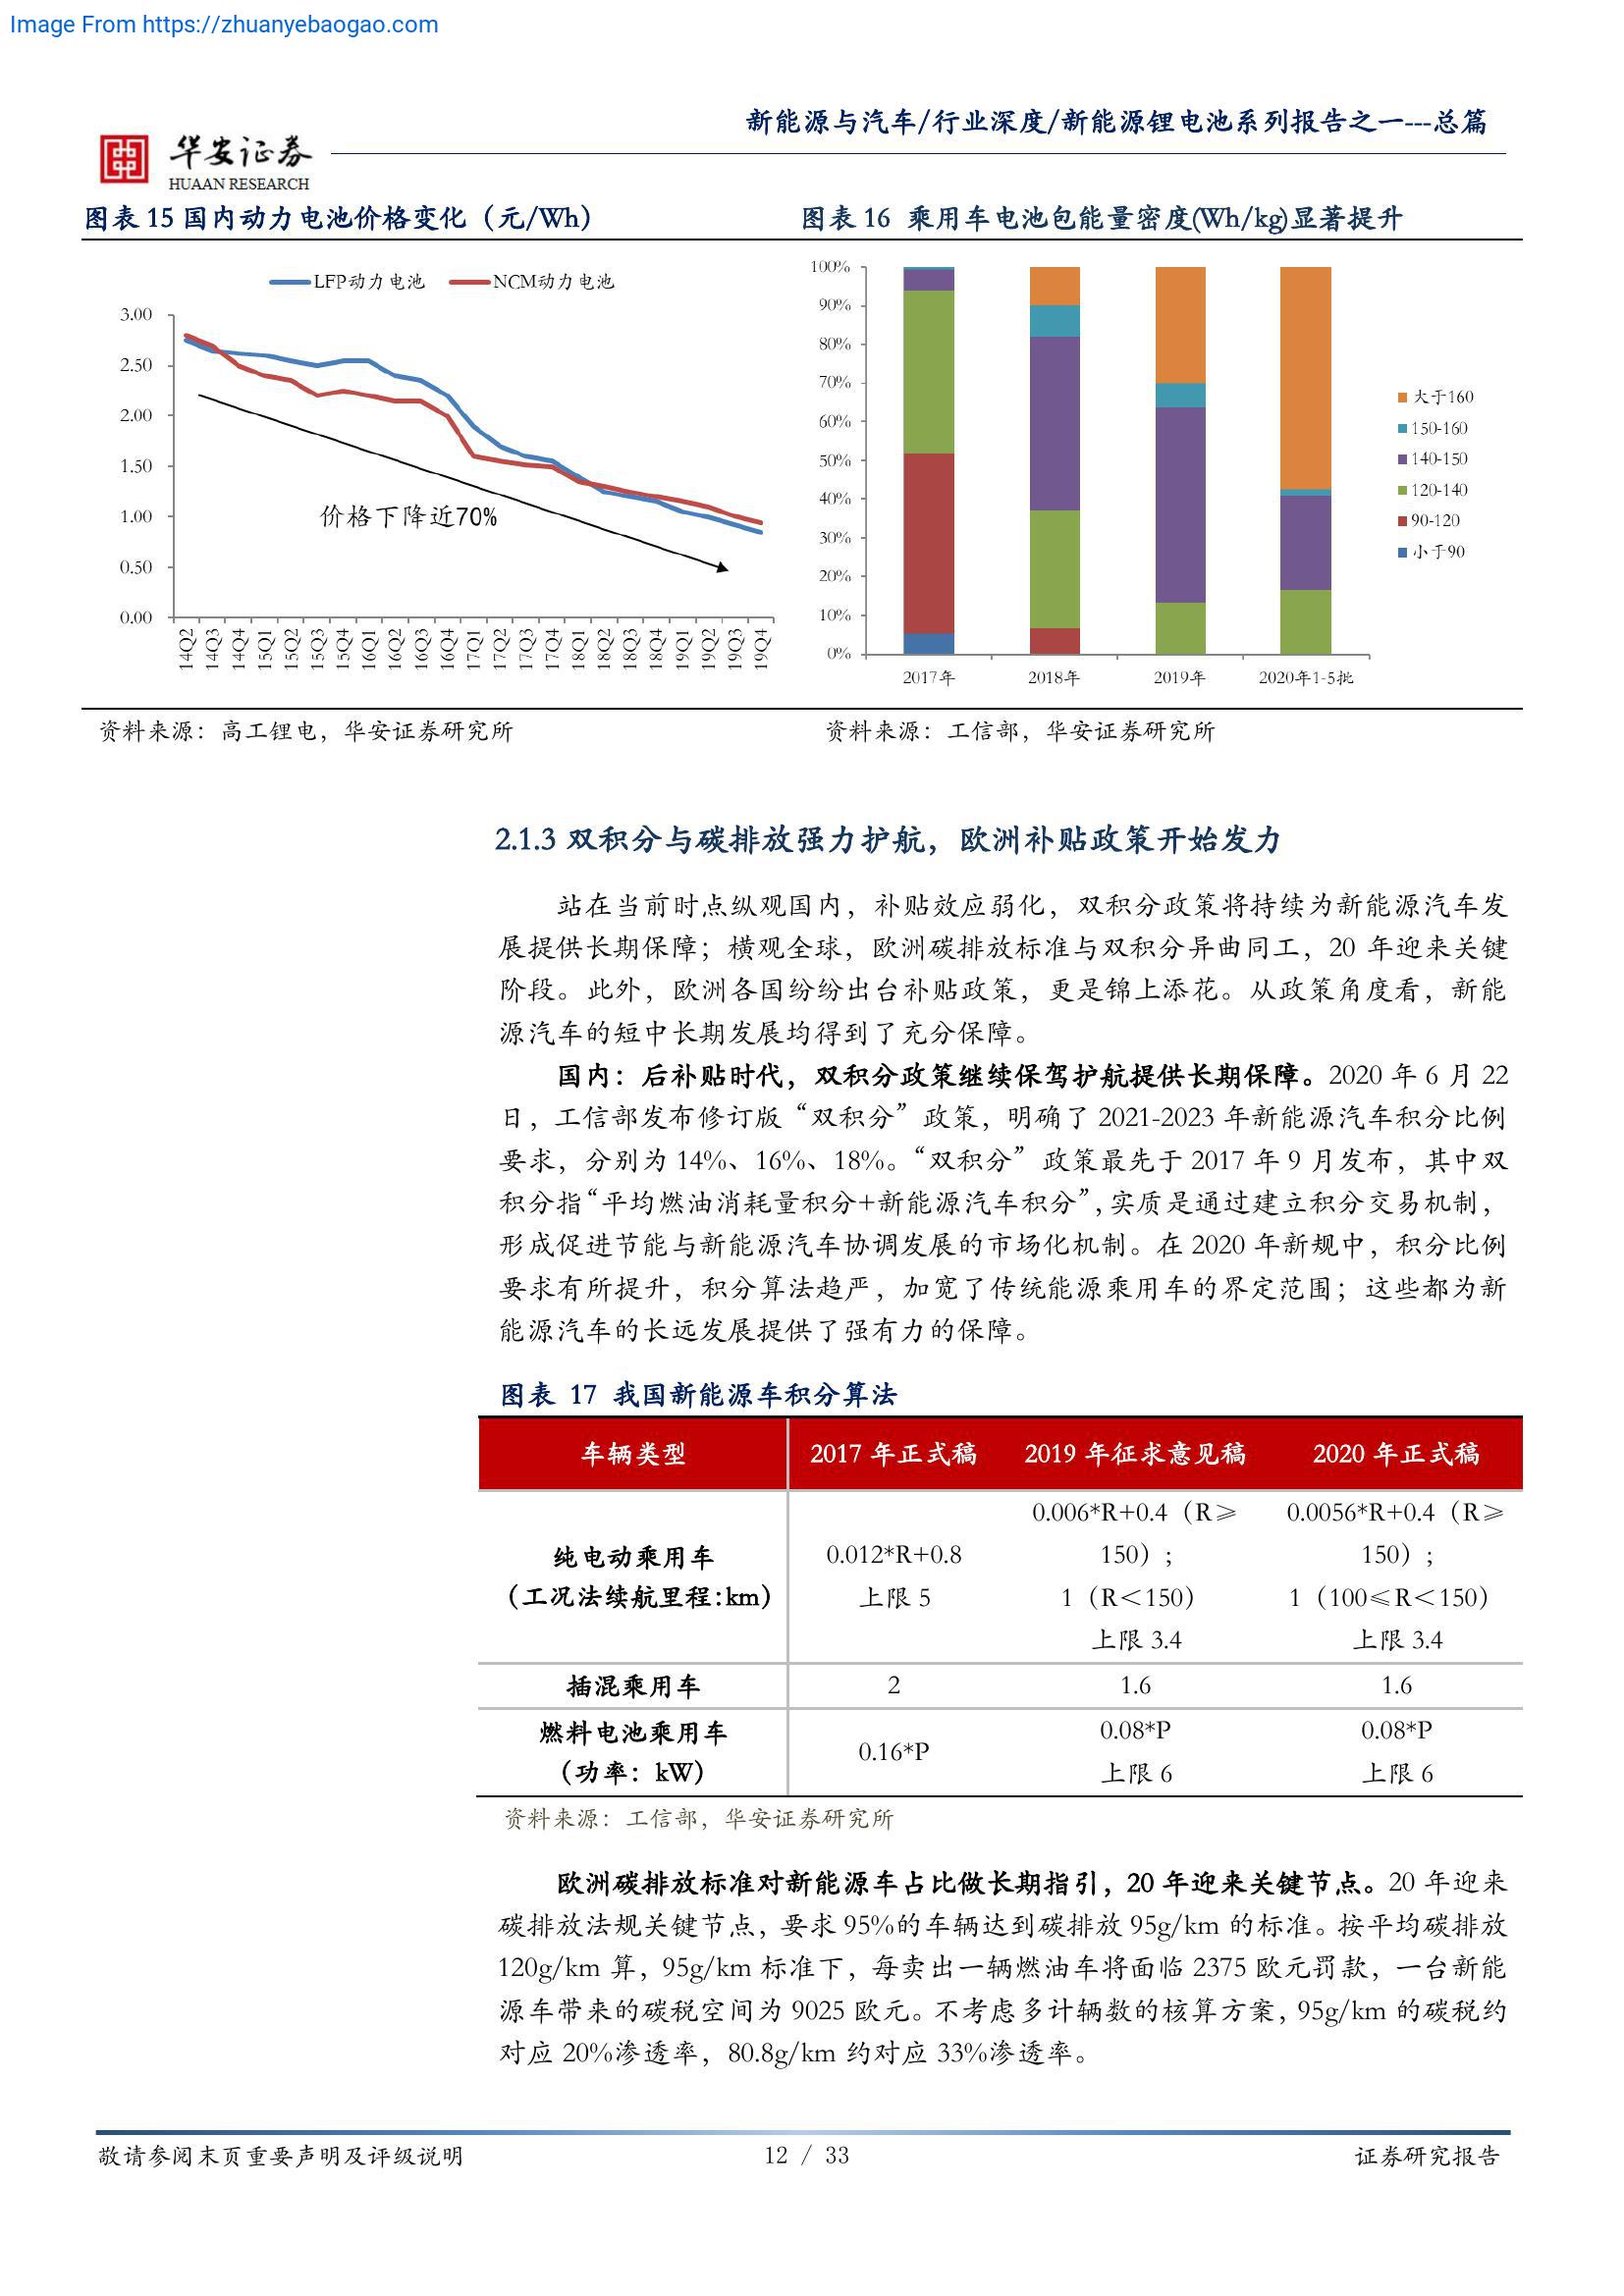 Image From https://zhuanyebaogao.com
新能源与汽车/行业深度/新能源锂电池系列报告之一---总篇
华安证券
HUAAN RESEARCH
图表 15 国内动力电池价格变化（元/Wh）
LFP动力电池 NCM动力电池
3.00
2.50
2.00
1.50
1.00
0.50
0.00
价格下降近70%
14Q2 14Q3 14Q4 15Q1 15Q2 15Q3 15Q4 16Q1 16Q2 16Q3 16Q4 17Q1 17Q2 17Q3 17Q4 18Q1 18Q2 18Q3 18Q4 19Q1 19Q2 19Q3 19Q4
资料来源：高工锂电，华安证券研究所
图表 16 乘用车电池包能量密度(Wh/kg)显著提升
100%
90%
80%
70%
60%
50%
40%
30%
20%
10%
0%
2017年 2018年 2019年 2020年1-5批
大于160
150-160
140-150
120-140
90-120
小于90
资料来源：工信部，华安证券研究所
2.1.3 双积分与碳排放强力护航，欧洲补贴政策开始发力
站在当前时点纵观国内，补贴效应弱化，双积分政策将持续为新能源汽车发
展提供长期保障；横观全球，欧洲碳排放标准与双积分异曲同工，20 年迎来关键
阶段。此外，欧洲各国纷纷出台补贴政策，更是锦上添花。从政策角度看，新能
源汽车的短中长期发展均得到了充分保障。
国内：后补贴时代，双积分政策继续保驾护航提供长期保障。2020 年 6 月 22
日，工信部发布修订版“双积分”政策，明确了 2021-2023 年新能源汽车积分比例
要求，分别为 14%、16%、18%。“双积分”政策最先于 2017 年 9 月发布，其中双
积分指“平均燃油消耗量积分+新能源汽车积分”，实质是通过建立积分交易机制，
形成促进节能与新能源汽车协调发展的市场化机制。在 2020 年新规中，积分比例
要求有所提升，积分算法趋严，加宽了传统能源乘用车的界定范围；这些都为新
能源汽车的长远发展提供了强有力的保障。
图表 17 我国新能源车积分算法
车辆类型 2017 年正式稿 2019 年征求意见稿 2020 年正式稿
纯电动乘用车
（工况法续航里程:km）
0.012*R+0.8
上限 5
0.006*R+0.4（R≥
150）;
1（R＜150）
上限 3.4
0.0056*R+0.4（R≥
150）;
1（100≤R＜150）
上限 3.4
插混乘用车 2 1.6 1.6
燃料电池乘用车
（功率：kW）
0.16*P
0.08*P
上限 6
0.08*P
上限 6
资料来源：工信部，华安证券研究所
欧洲碳排放标准对新能源车占比做长期指引，20 年迎来关键节点。20 年迎来
碳排放法规关键节点，要求 95%的车辆达到碳排放 95g/km 的标准。按平均碳排放
120g/km 算，95g/km 标准下，每卖出一辆燃油车将面临 2375 欧元罚款，一台新能
源车带来的碳税空间为 9025 欧元。不考虑多计辆数的核算方案，95g/km 的碳税约
对应 20%渗透率，80.8g/km 约对应 33%渗透率。
敬请参阅末页重要声明及评级说明
12 / 33
证券研究报告